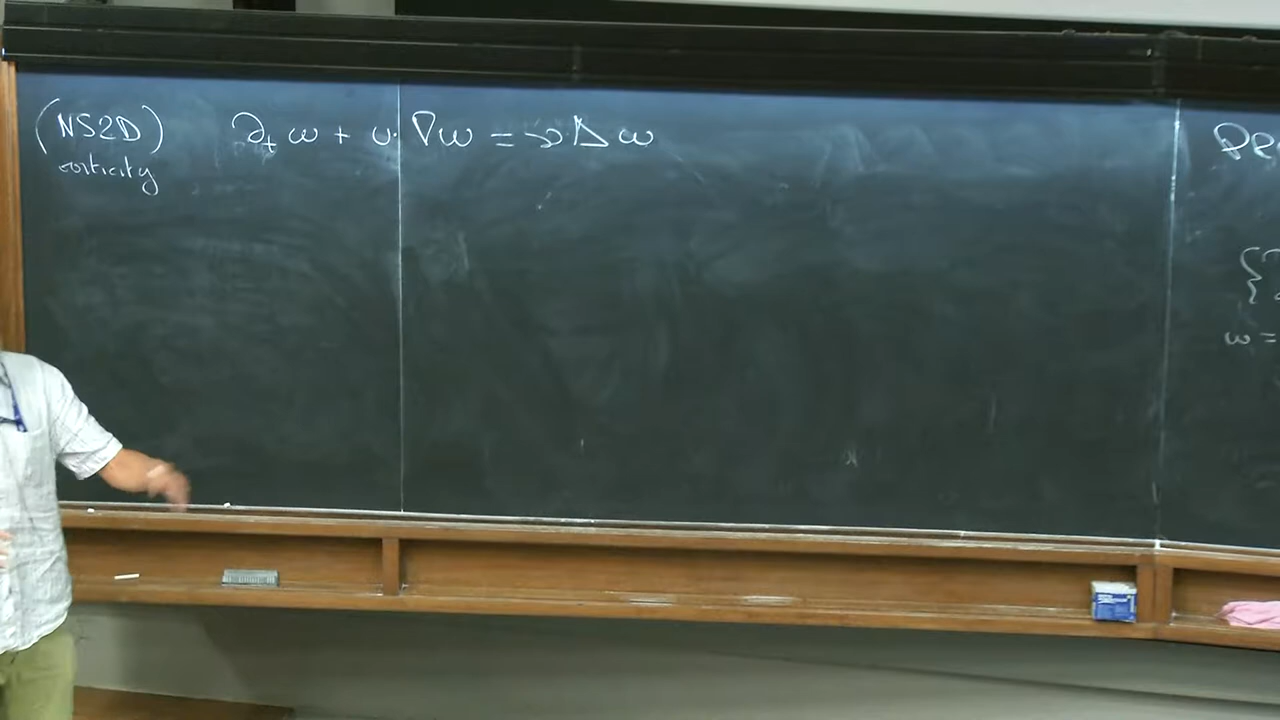 (NS2D) ∂ₜ ω + u · ∇ω = ν Δ ω
vorticity
ω =